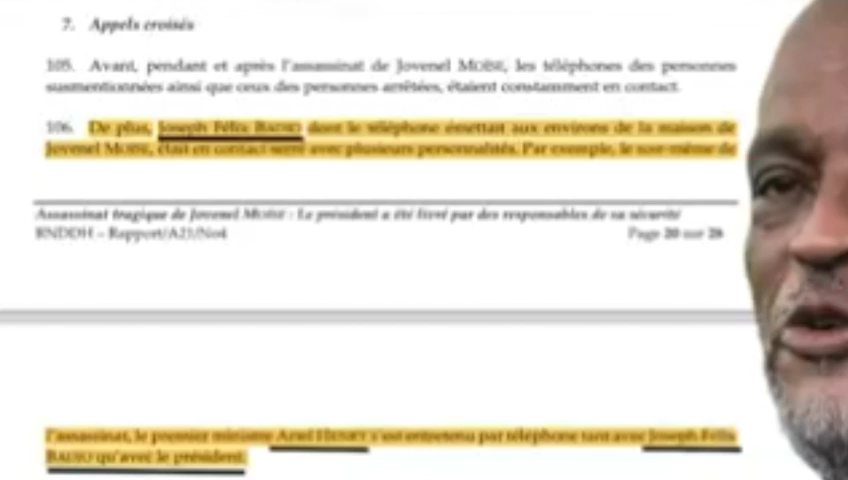 7. Appels croisés
105. Avant, pendant et après l'assassinat de Jovenel MOÏSE, les téléphones des personnes
susmentionnées ainsi que ceux des personnes arrêtées, étaient constamment en contact.
106. De plus, Joseph Félix BADIO dont le téléphone émettait aux environs de la maison de
Jovenel MOÏSE, était en contact serré avec plusieurs personnalités. Par exemple, le soir-même de
Assassinat tragique de Jovenel MOÏSE : Le président a été livré par des responsables de sa sécurité
RNDDH – Rapport/A21/No4 Page 20 sur 28
l'assassinat, le premier ministre Ariel HENRY s'est entretenu par téléphone tant avec Joseph Félix
BADIO qu'avec le président.